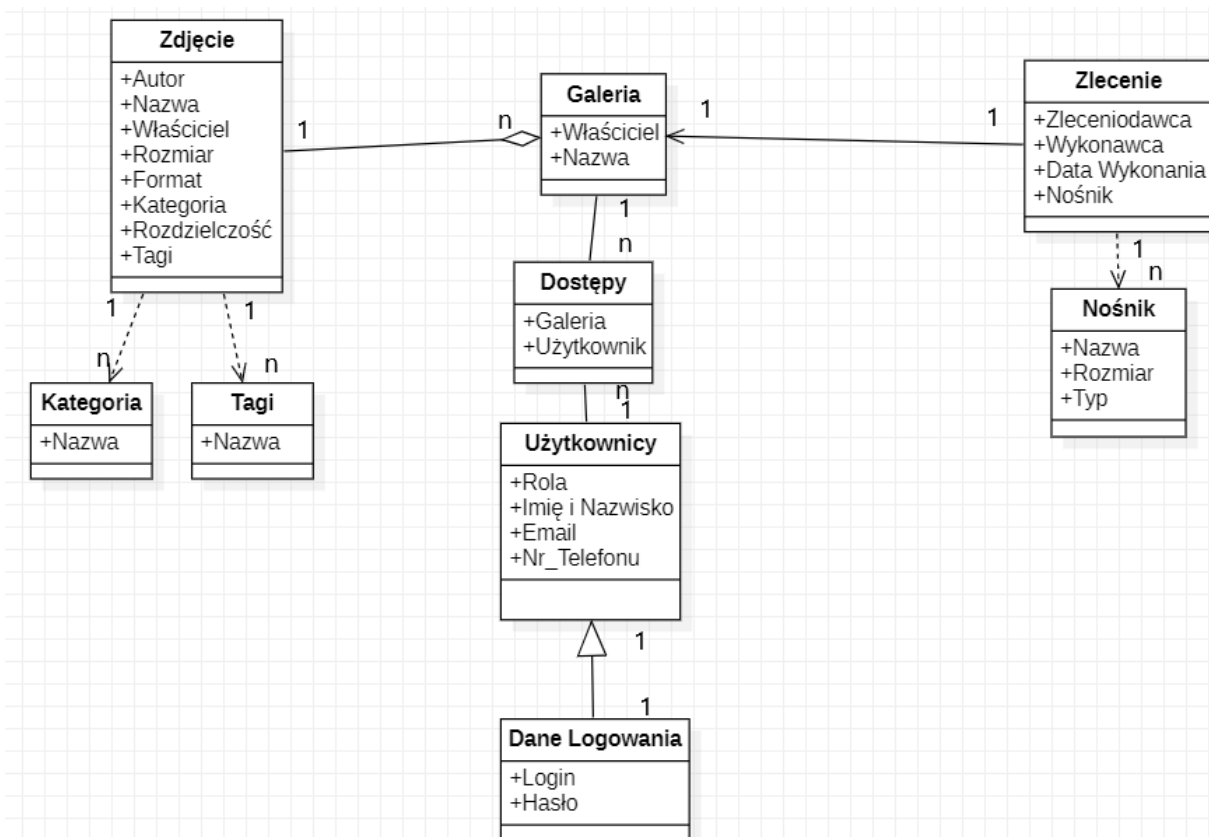 Zdjęcie
+Autor
+Nazwa
+Właściciel
+Rozmiar
+Format
+Kategoria
+Rozdzielczość
+Tagi
1
n
Galeria
+Właściciel
+Nazwa
1
1
Zlecenie
+Zleceniodawca
+Wykonawca
+Data Wykonania
+Nośnik
1
n
Dostępy
+Galeria
+Użytkownik
1
n
Nośnik
+Nazwa
+Rozmiar
+Typ
1
1
n
n
Kategoria
+Nazwa
Tagi
+Nazwa
n
1
Użytkownicy
+Rola
+Imię i Nazwisko
+Email
+Nr_Telefonu
1
1
Dane Logowania
+Login
+Hasło